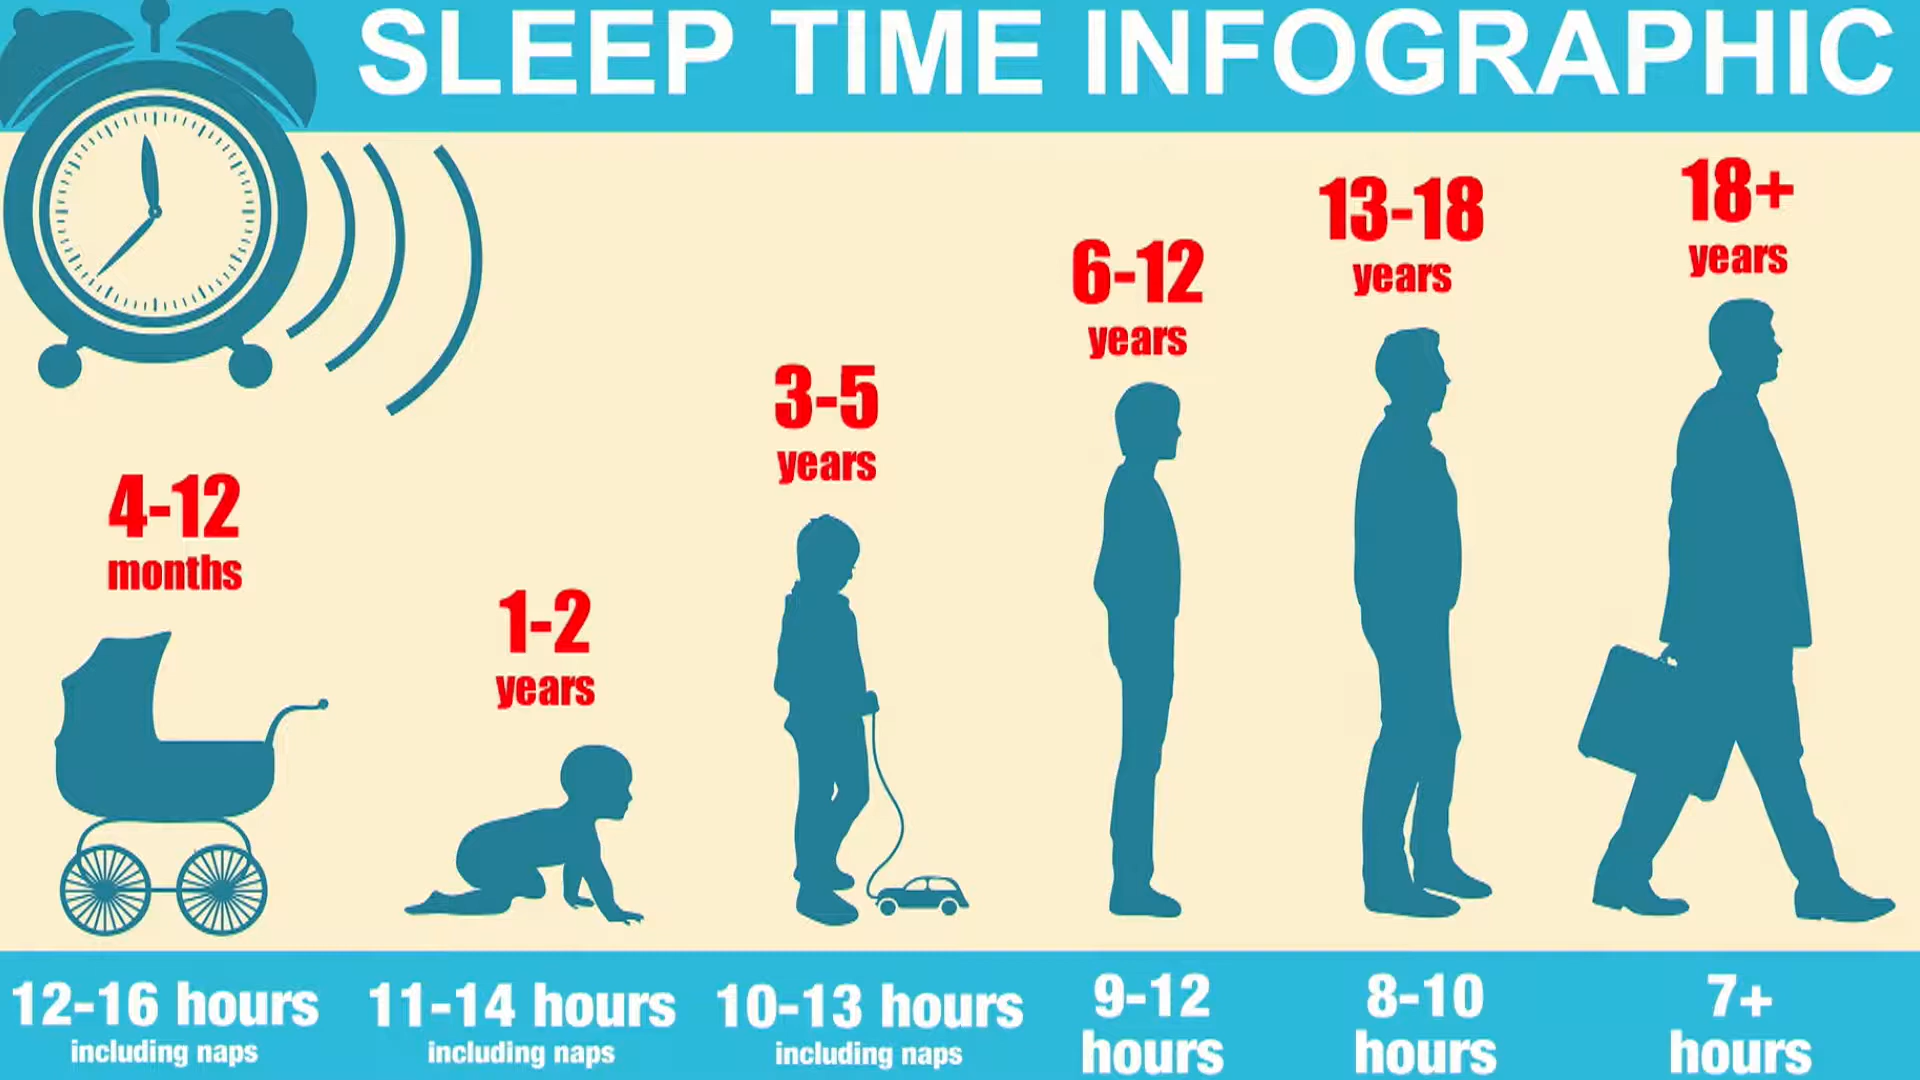 SLEEP TIME INFOGRAPHIC
4-12
months
12-16 hours
including naps
1-2
years
11-14 hours
including naps
3-5
years
10-13 hours
including naps
6-12
years
9-12
hours
13-18
years
8-10
hours
18+
years
7+
hours